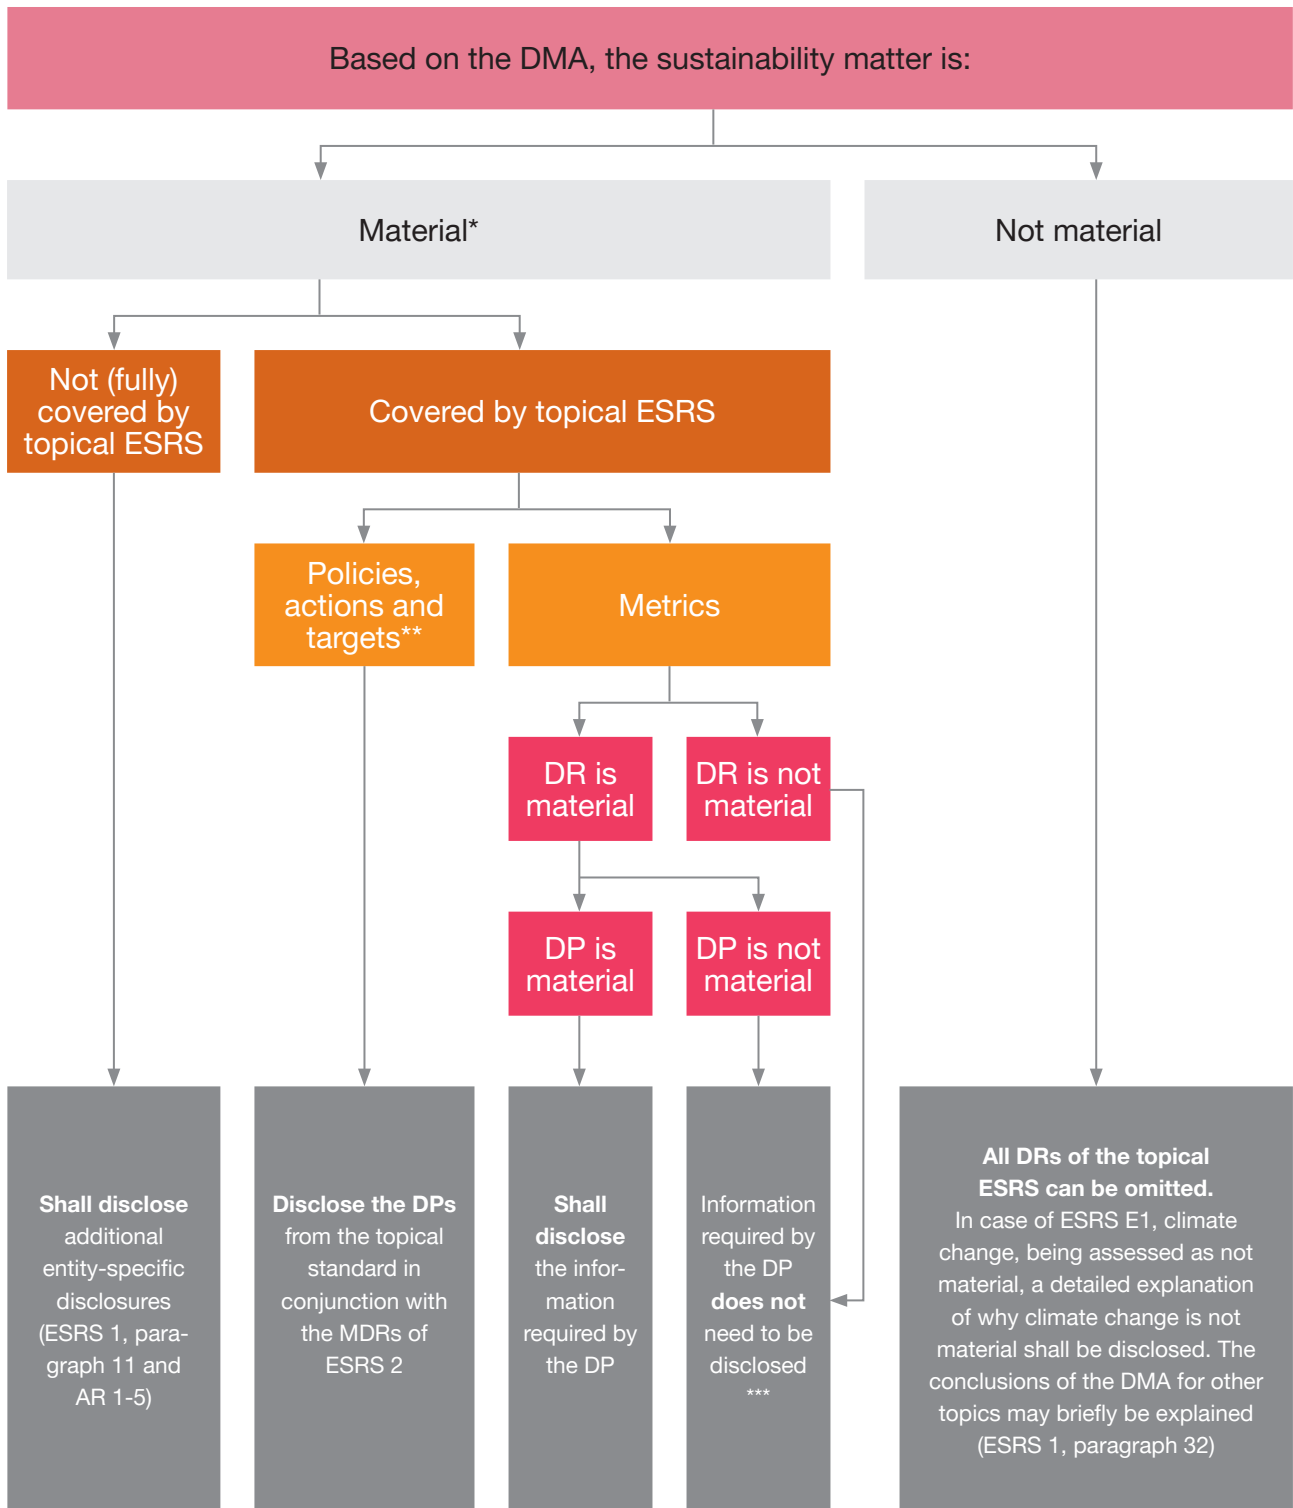 Based on the DMA, the sustainability matter is:
Material*
Not material
Not (fully)
covered by
topical ESRS
Covered by topical ESRS
Policies,
actions and
targets**
Metrics
DR is
material
DR is not
material
DP is
material
DP is not
material
Shall disclose
additional
entity-specific
disclosures
(ESRS 1, para-
graph 11 and
AR 1-5)
Disclose the DPs
from the topical
standard in
conjunction with
the MDRs of
ESRS 2
Shall
disclose
the infor-
mation
required by
the DP
Information
required by
the DP
does not
need to be
disclosed
***
All DRs of the topical
ESRS can be omitted.
In case of ESRS E1, climate
change, being assessed as not
material, a detailed explanation
of why climate change is not
material shall be disclosed. The
conclusions of the DMA for other
topics may briefly be explained
(ESRS 1, paragraph 32)